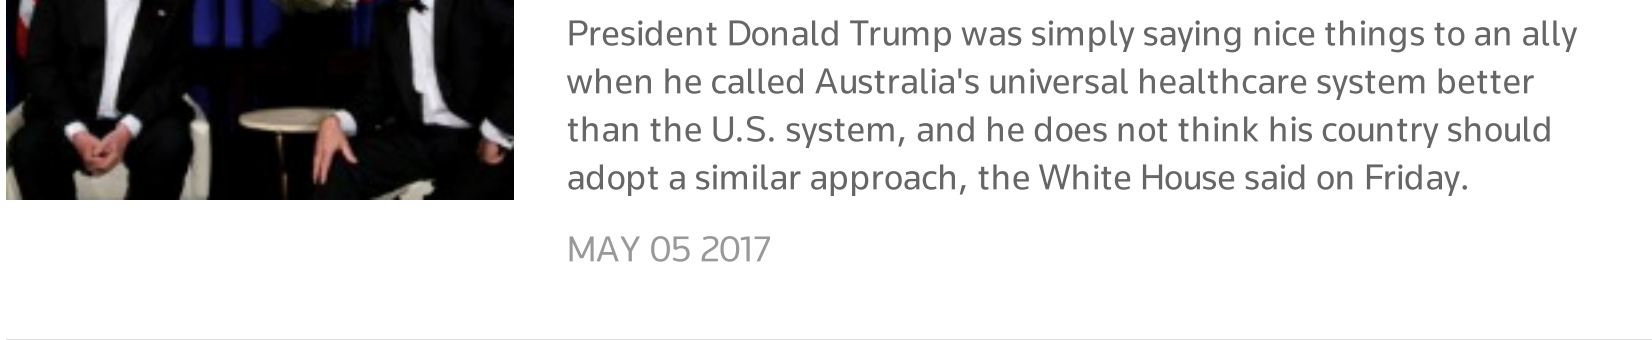 President Donald Trump was simply saying nice things to an ally
when he called Australia's universal healthcare system better
than the U.S. system, and he does not think his country should
adopt a similar approach, the White House said on Friday.
MAY 05 2017